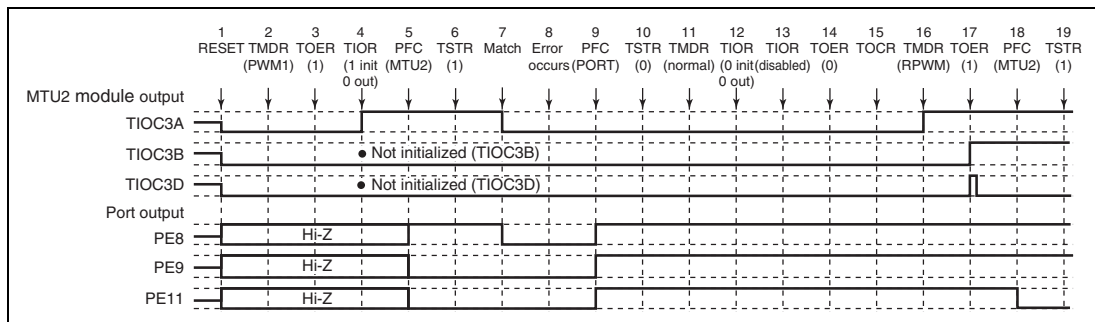 1 2 3 4 5 6 7 8 9 10 11 12 13 14 15 16 17 18 19
RESET TMDR TOER TIOR PFC TSTR Match Error PFC TSTR TMDR TIOR TIOR TOER TOCR TMDR TOER PFC TSTR
(PWM1) (1) (1 init (MTU2) (1) occurs (PORT) (0) (normal) (0 init (disabled) (0) (RPWM) (1) (MTU2) (1)
0 out) 0 out)
MTU2 module output
TIOC3A
TIOC3B • Not initialized (TIOC3B)
TIOC3D • Not initialized (TIOC3D)
Port output
PE8 Hi-Z
PE9 Hi-Z
PE11 Hi-Z